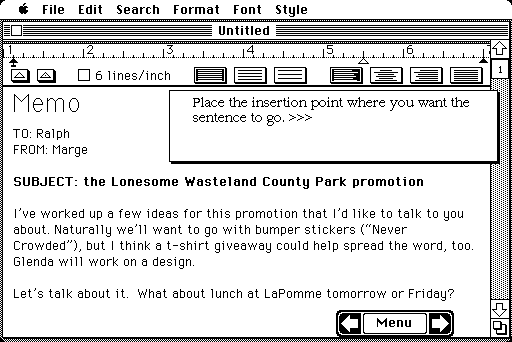 File Edit Search Format Font Style
Untitled
1 2 3 4 5 6 7
6 lines/inch
1
Memo
Place the insertion point where you want the
sentence to go. >>>
TO: Ralph
FROM: Marge
SUBJECT: the Lonesome Wasteland County Park promotion
I've worked up a few ideas for this promotion that I'd like to talk to you
about. Naturally we'll want to go with bumper stickers (“Never
Crowded”), but I think a t-shirt giveaway could help spread the word, too.
Glenda will work on a design.
Let's talk about it.  What about lunch at LaPomme tomorrow or Friday?
Menu